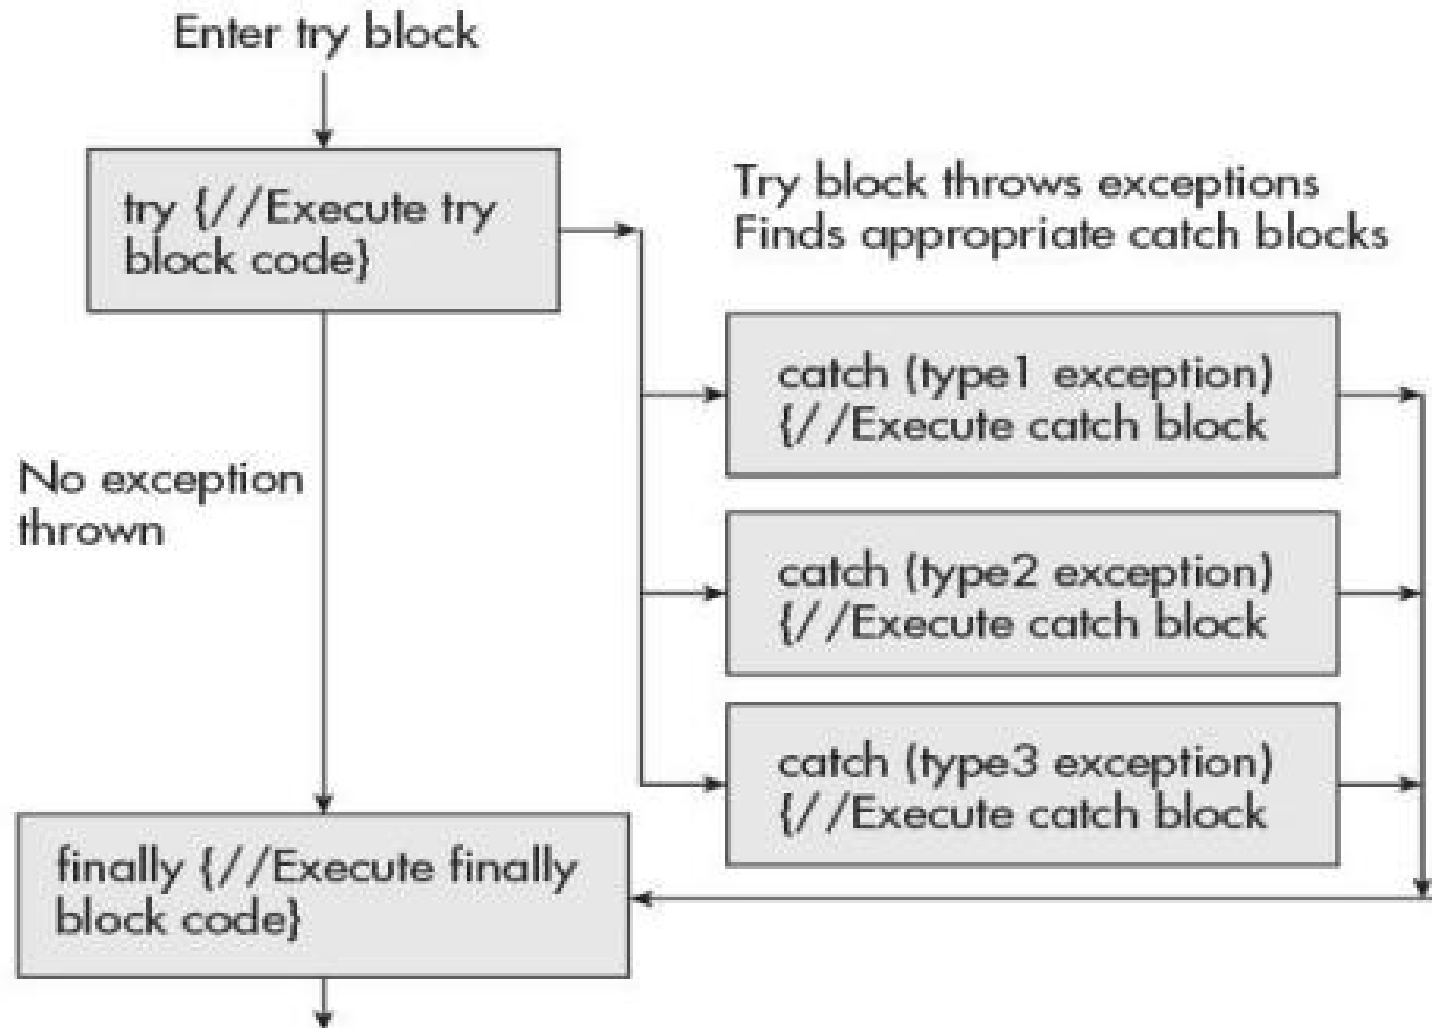 Enter try block
try {//Execute try
block code}
Try block throws exceptions
Finds appropriate catch blocks
catch (type1 exception)
{//Execute catch block
No exception
thrown
catch (type2 exception)
{//Execute catch block
catch (type3 exception)
{//Execute catch block
finally {//Execute finally
block code}